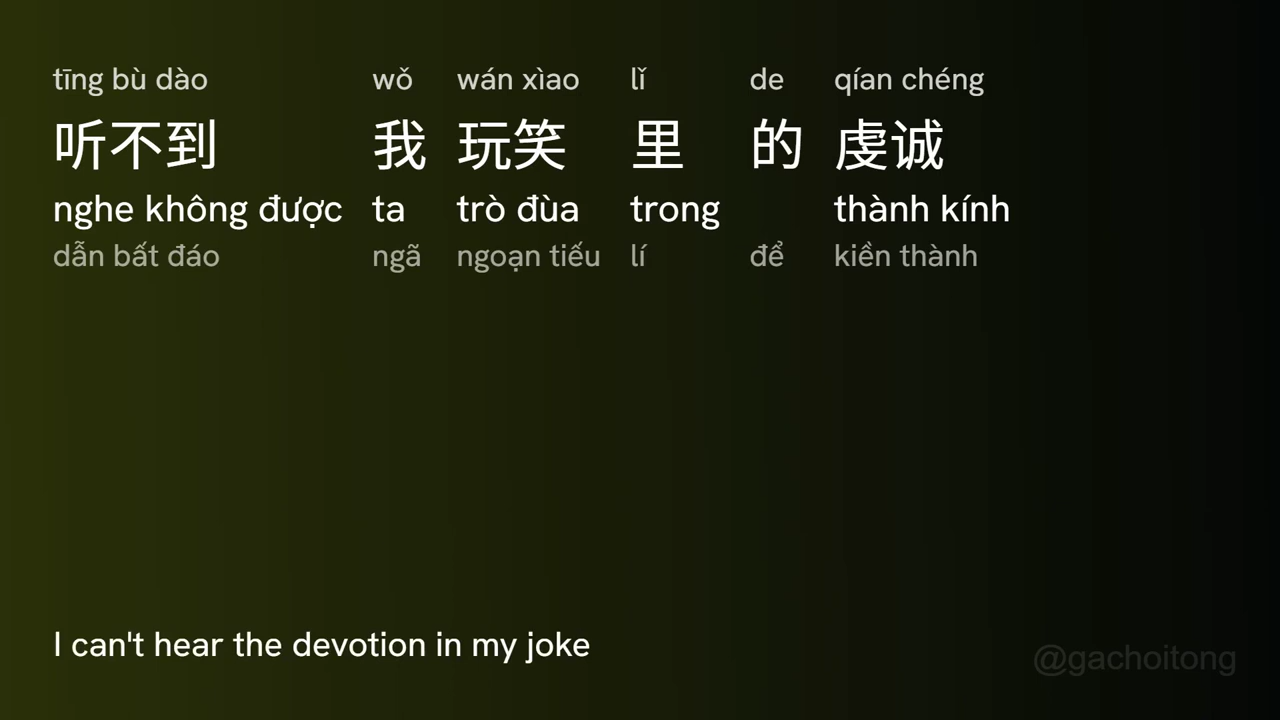 tīng bù dào wǒ wán xìao lǐ de qían chéng
听不到 我 玩笑 里 的 虔诚
nghe không được ta trò đùa trong thành kính
dẫn bất đáo ngã ngoạn tiếu lí để kiền thành
I can't hear the devotion in my joke
@gachoitong